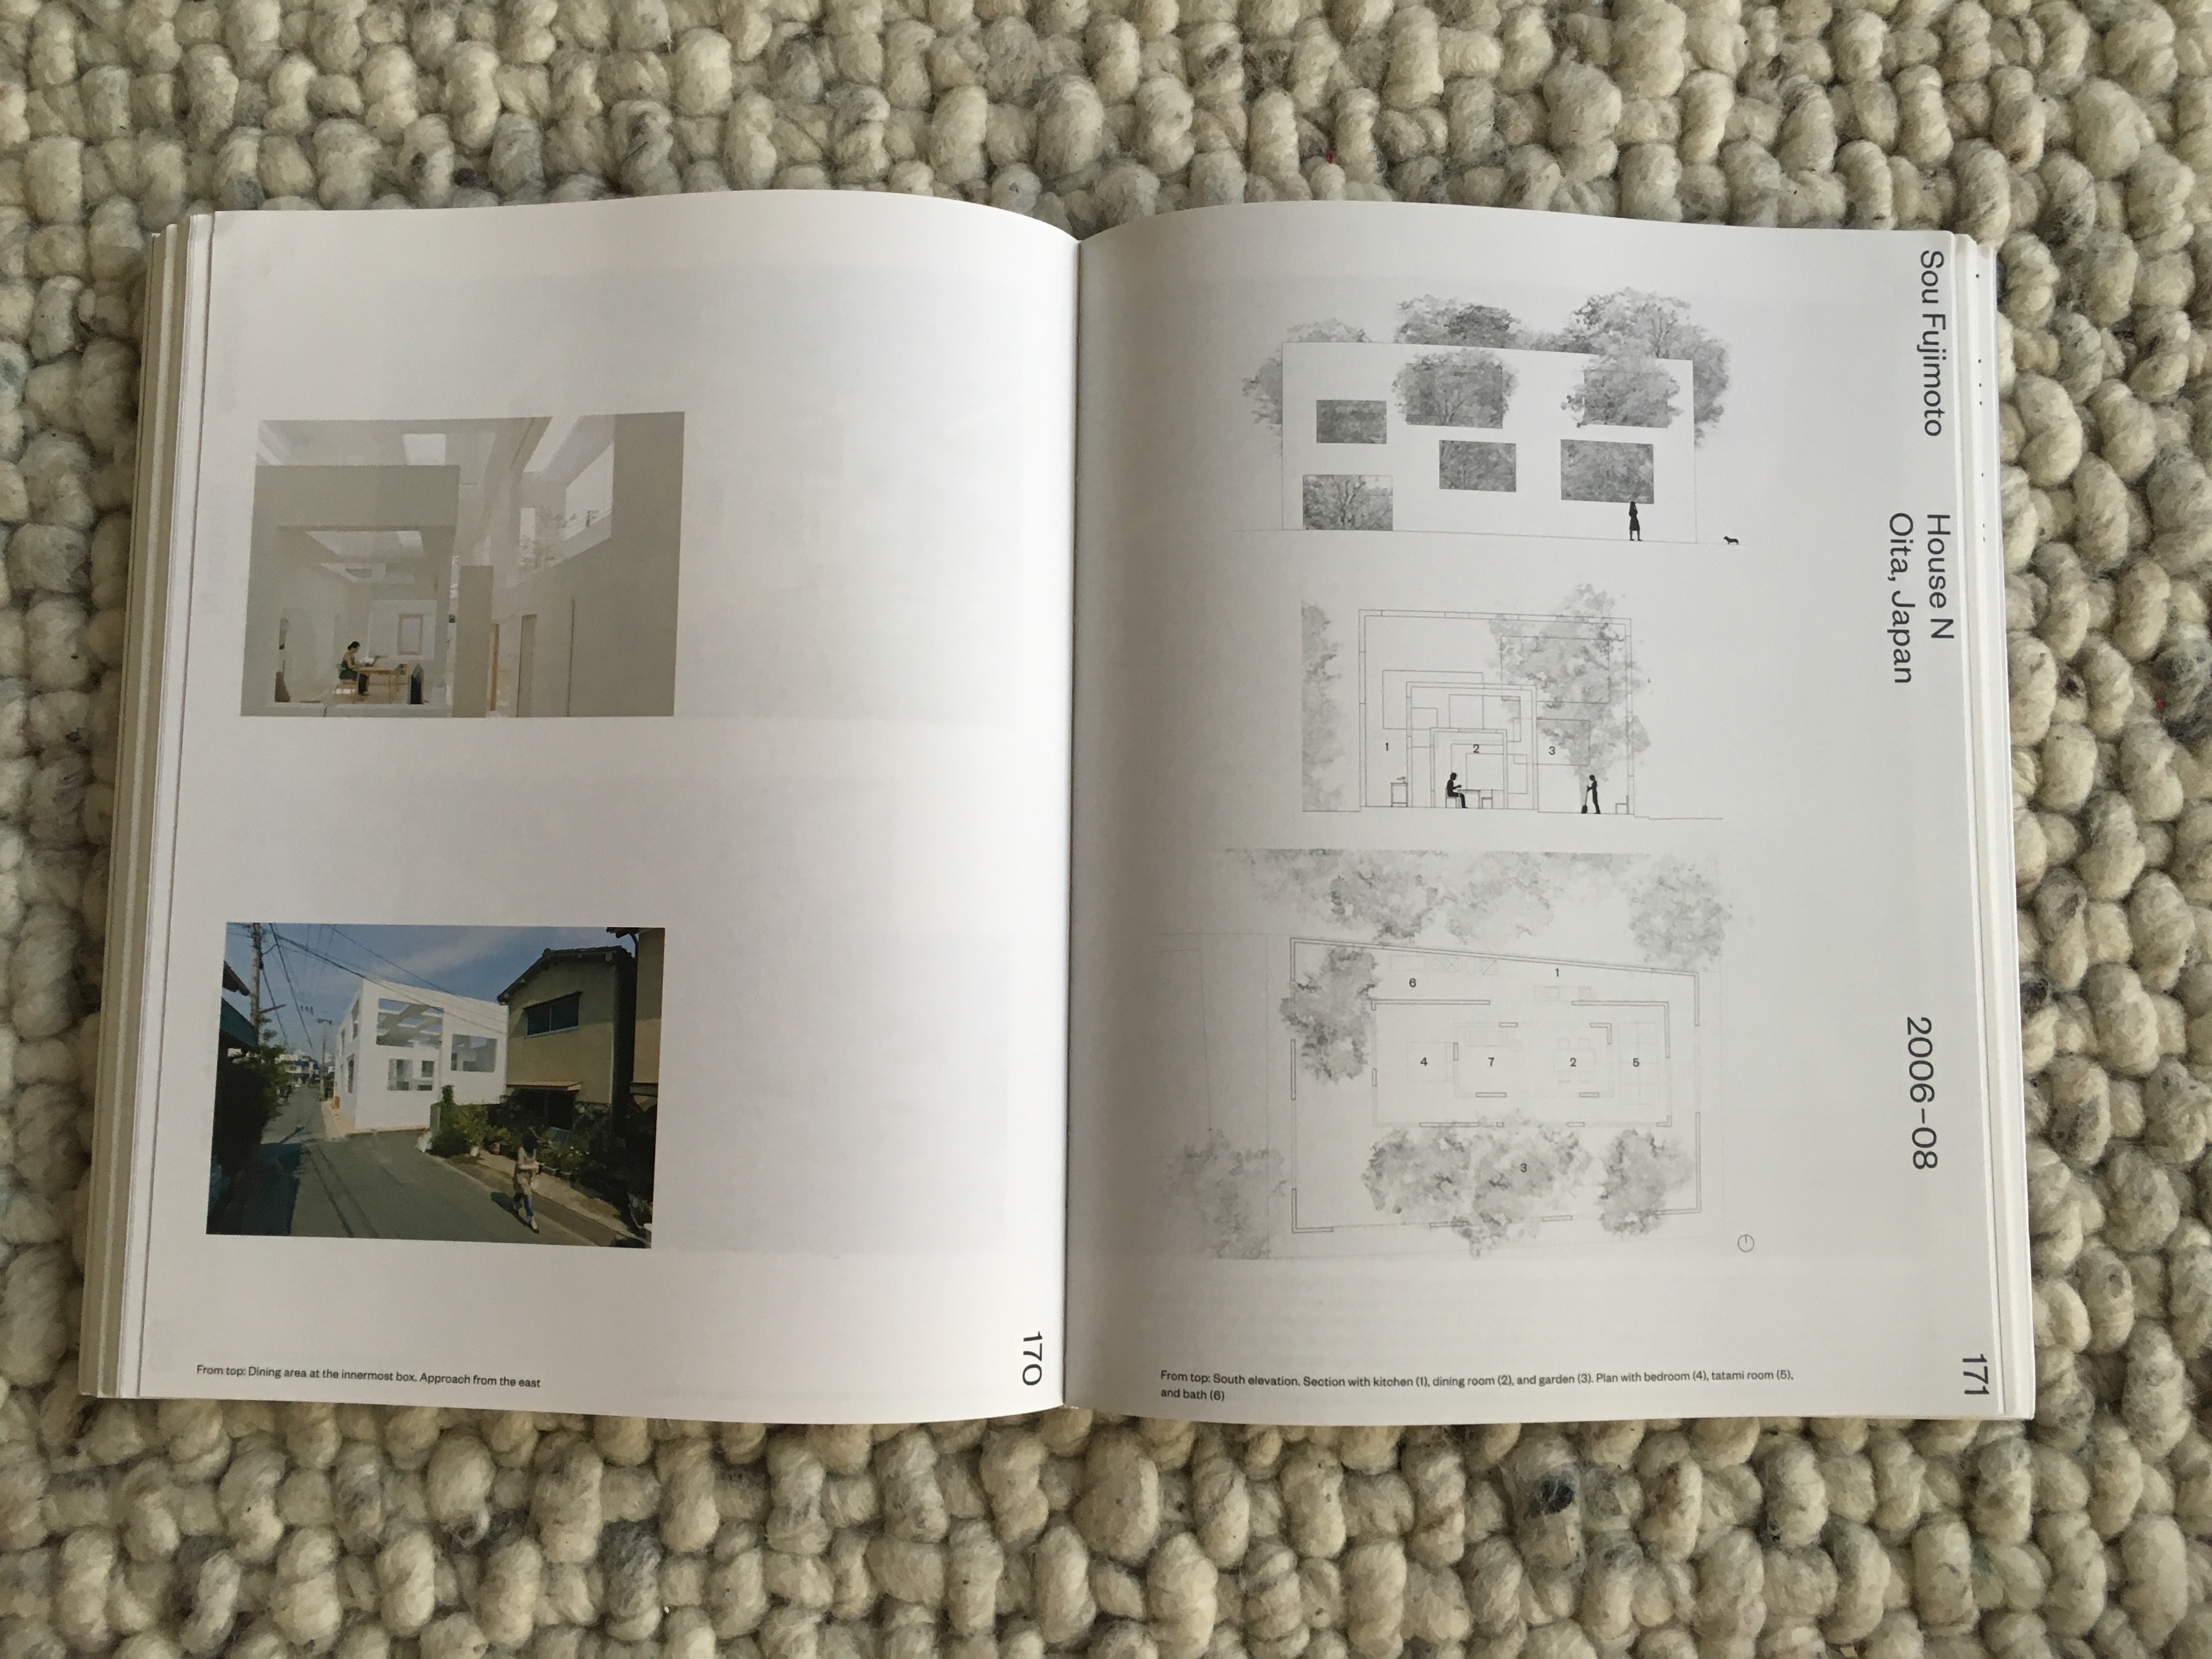 From top: Dining area at the innermost box. Approach from the east
170
Sou Fujimoto
House N
Oita, Japan
2006–08
1
2
3
6
1
4
7
2
5
3
From top: South elevation. Section with kitchen (1), dining room (2), and garden (3). Plan with bedroom (4), tatami room (5),
and bath (6)
171